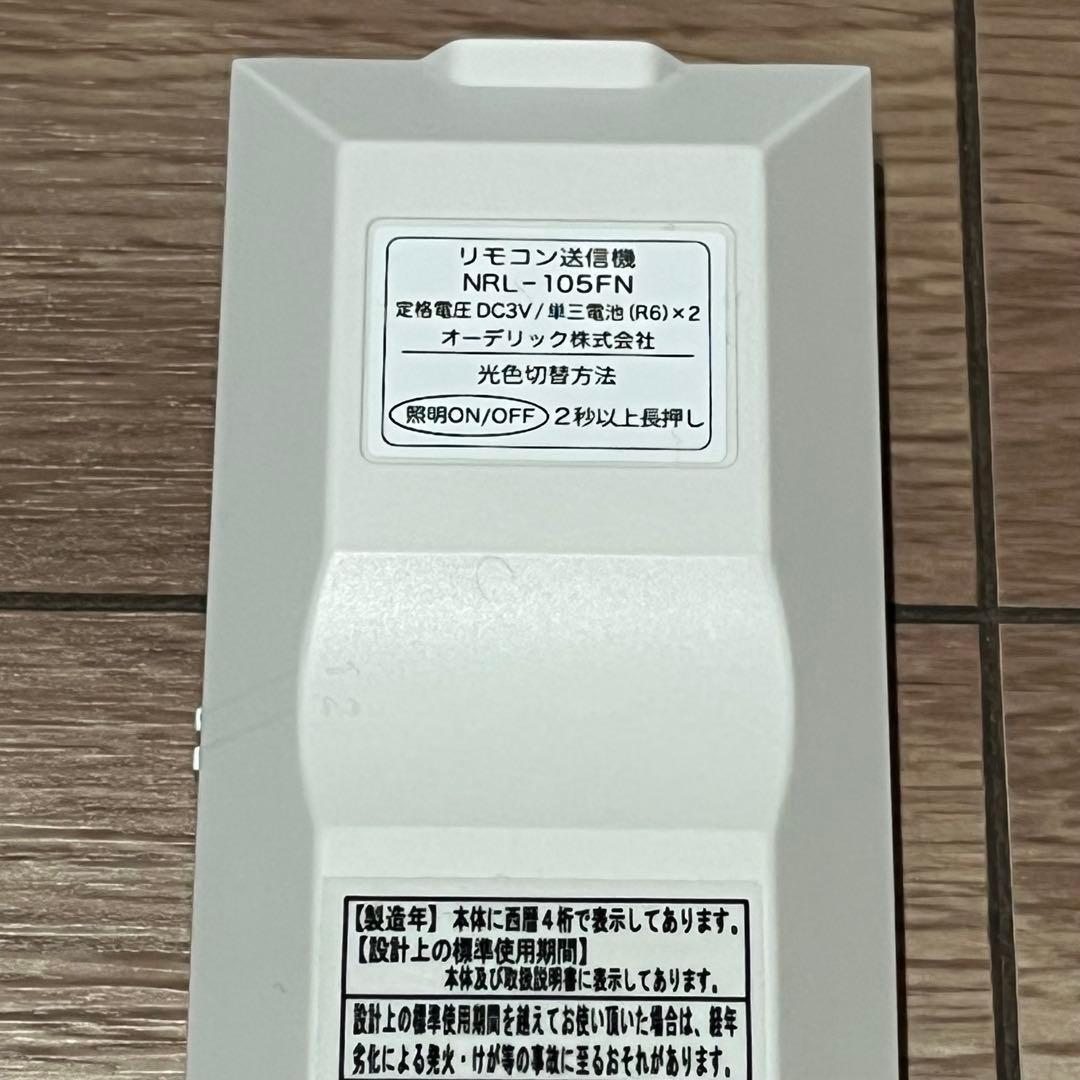 リモコン送信機
NRL-105FN
定格電圧 DC3V/単三電池(R6)×2
オーデリック株式会社
光色切替方法
照明ON/OFF 2秒以上長押し
【製造年】本体に西暦4桁で表示してあります。
【設計上の標準使用期間】
本体及び取扱説明書に表示してあります。
設計上の標準使用期間を越えてお使い頂いた場合は、経年
劣化による発火・けが等の事故に至るおそれがあります。